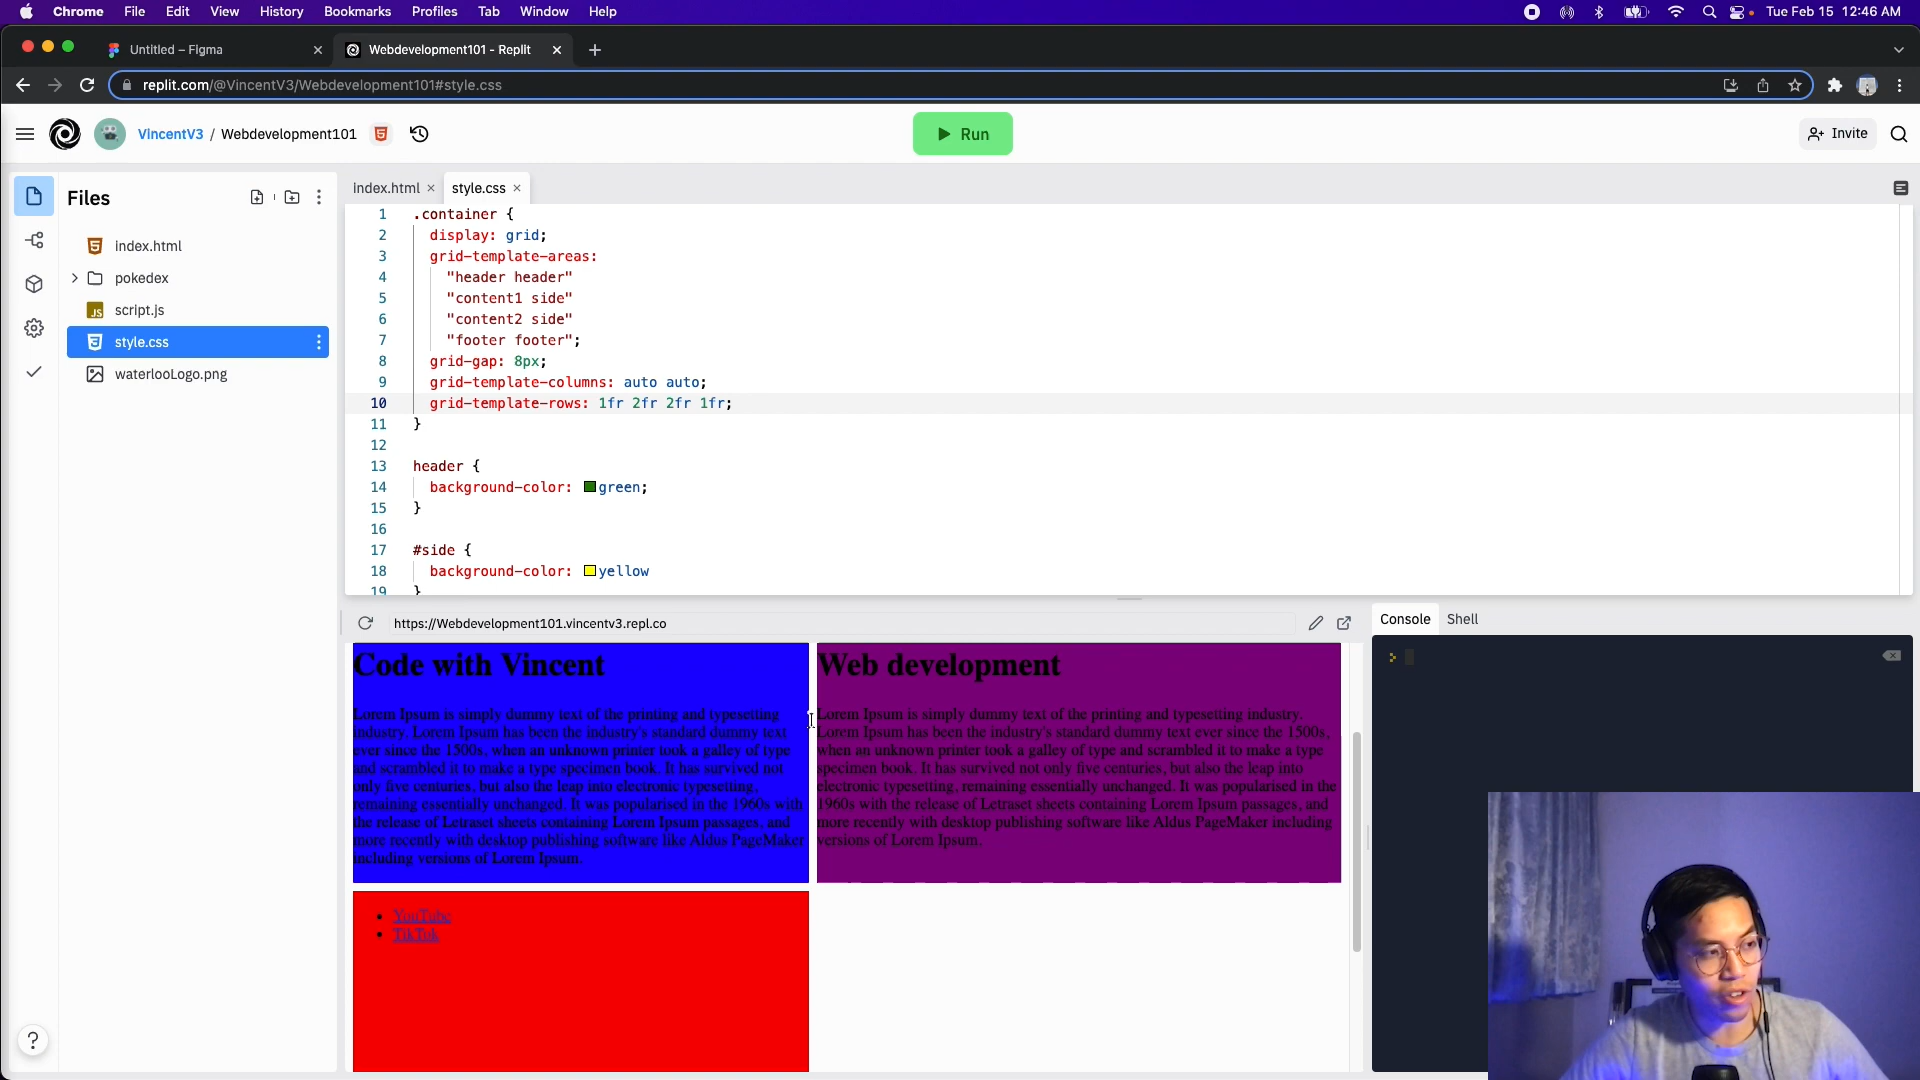 Chrome File Edit View History Bookmarks Profiles Tab Window Help Tue Feb 15 12:46 AM
Untitled – Figma
Webdevelopment101 - Replit
replit.com/@VincentV3/Webdevelopment101#style.css
VincentV3 / Webdevelopment101
Run
Invite
Files
index.html
pokedex
script.js
style.css
waterlooLogo.png
index.html style.css
1 .container {
2 display: grid;
3 grid-template-areas:
4 "header header"
5 "content1 side"
6 "content2 side"
7 "footer footer";
8 grid-gap: 8px;
9 grid-template-columns: auto auto;
10 grid-template-rows: 1fr 2fr 2fr 1fr;
11 }
12
13 header {
14 background-color: green;
15 }
16
17 #side {
18 background-color: yellow
19 }
https://Webdevelopment101.vincentv3.repl.co
Console Shell
Code with Vincent
Lorem Ipsum is simply dummy text of the printing and typesetting
industry. Lorem Ipsum has been the industry's standard dummy text
ever since the 1500s, when an unknown printer took a galley of type
and scrambled it to make a type specimen book. It has survived not
only five centuries, but also the leap into electronic typesetting,
remaining essentially unchanged. It was popularised in the 1960s with
the release of Letraset sheets containing Lorem Ipsum passages, and
more recently with desktop publishing software like Aldus PageMaker
including versions of Lorem Ipsum.
Web development
Lorem Ipsum is simply dummy text of the printing and typesetting industry.
Lorem Ipsum has been the industry's standard dummy text ever since the 1500s,
when an unknown printer took a galley of type and scrambled it to make a type
specimen book. It has survived not only five centuries, but also the leap into
electronic typesetting, remaining essentially unchanged. It was popularised in the
1960s with the release of Letraset sheets containing Lorem Ipsum passages, and
more recently with desktop publishing software like Aldus PageMaker including
versions of Lorem Ipsum.
YouTube
TikTok